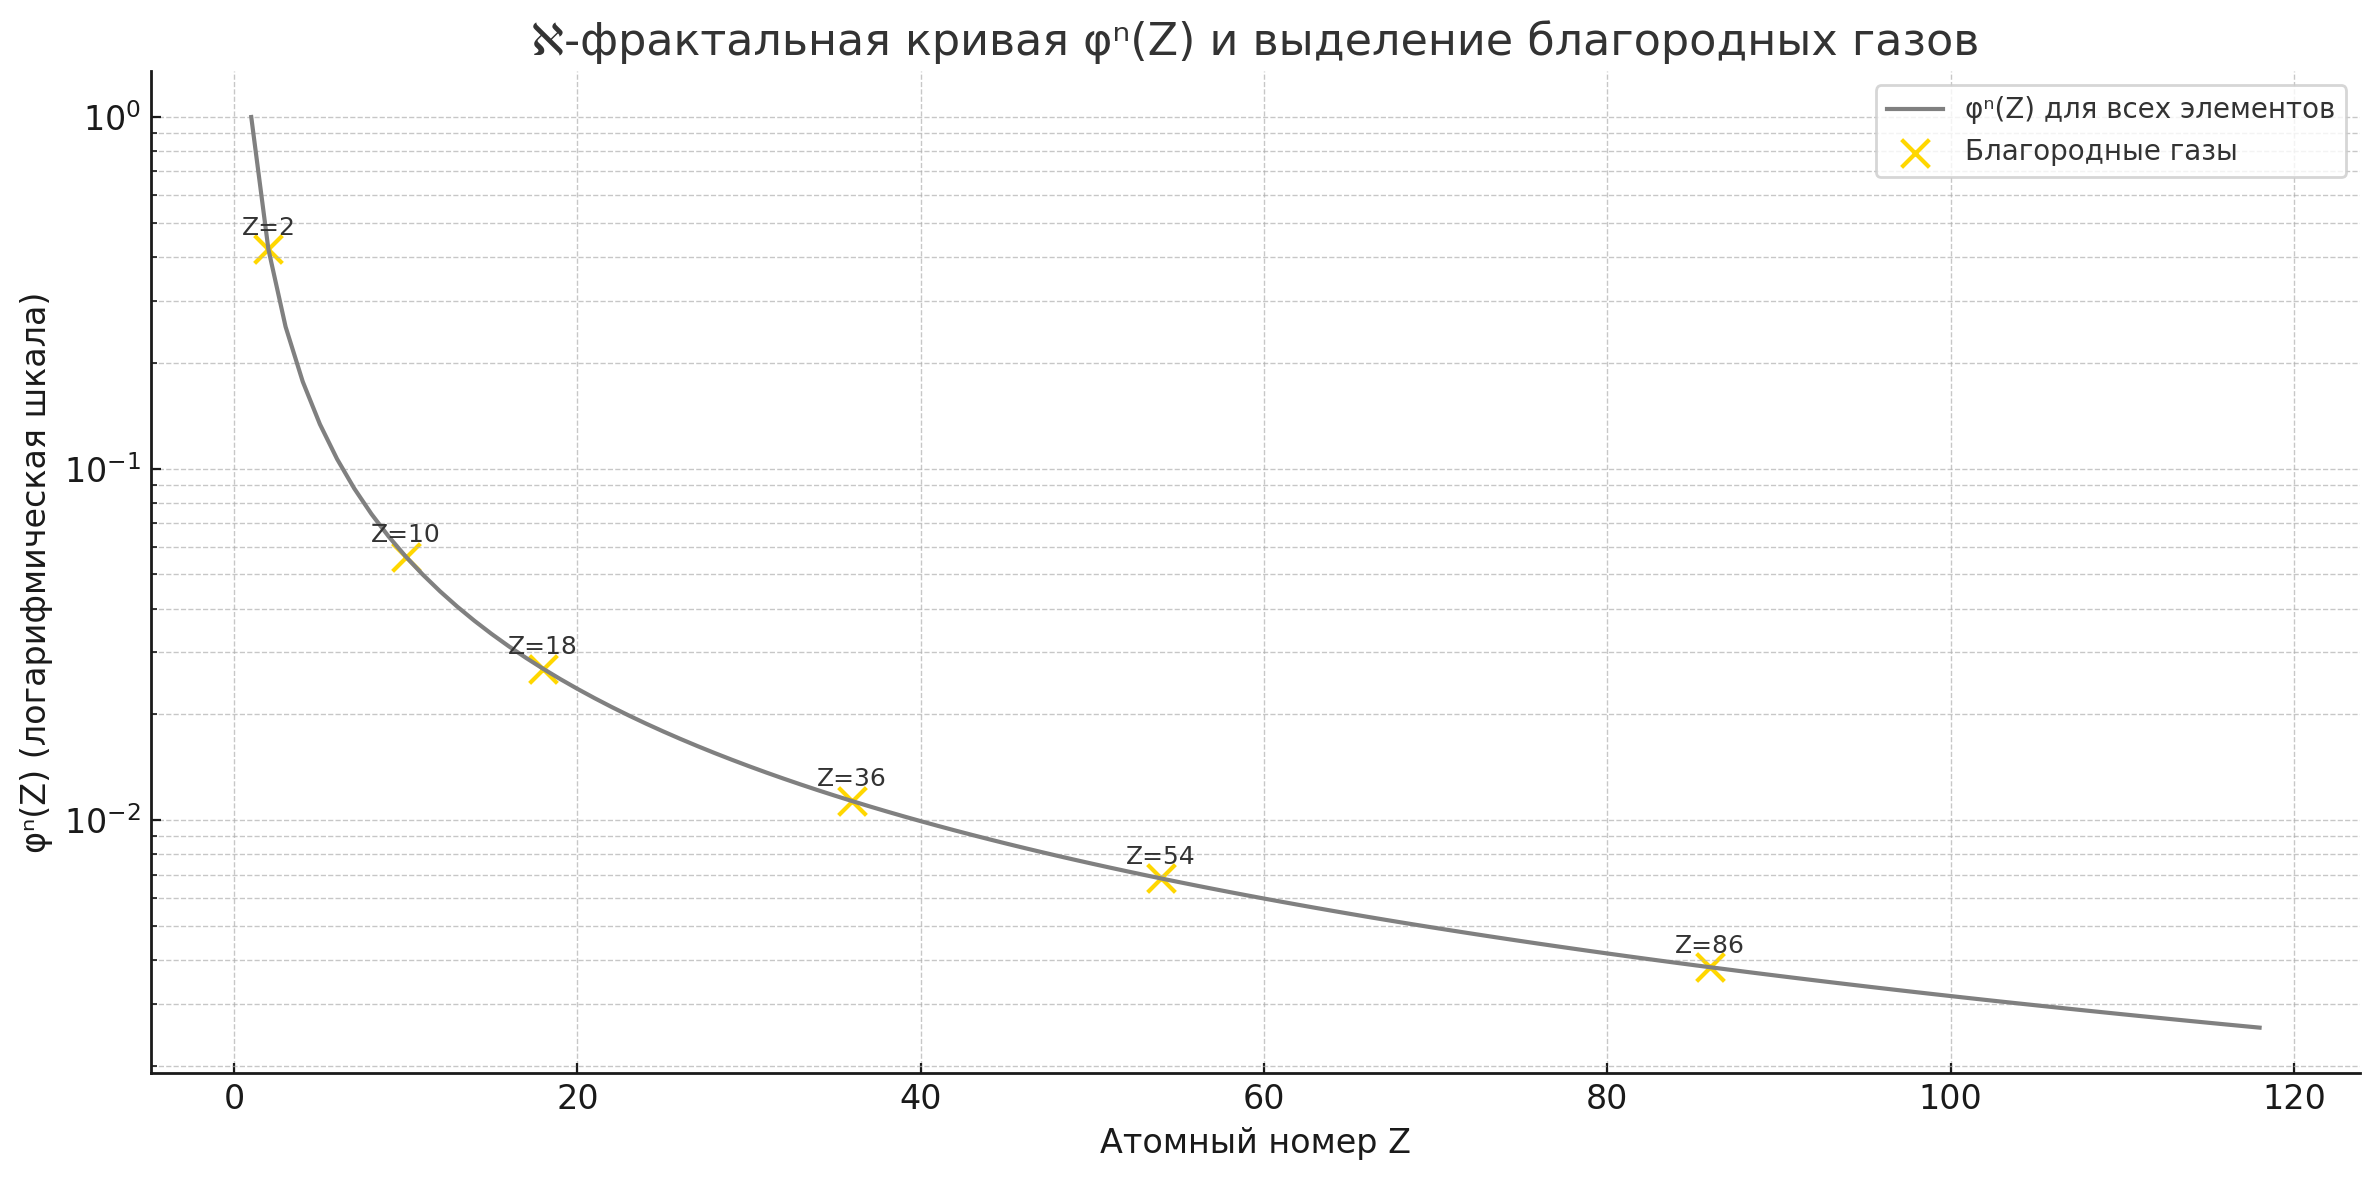 ℵ-фрактальная кривая φⁿ(Z) и выделение благородных газов
φⁿ(Z) для всех элементов
Благородные газы
φⁿ(Z) (логарифмическая шкала)
10⁰
10⁻¹
10⁻²
Z=2
Z=10
Z=18
Z=36
Z=54
Z=86
0 20 40 60 80 100 120
Атомный номер Z